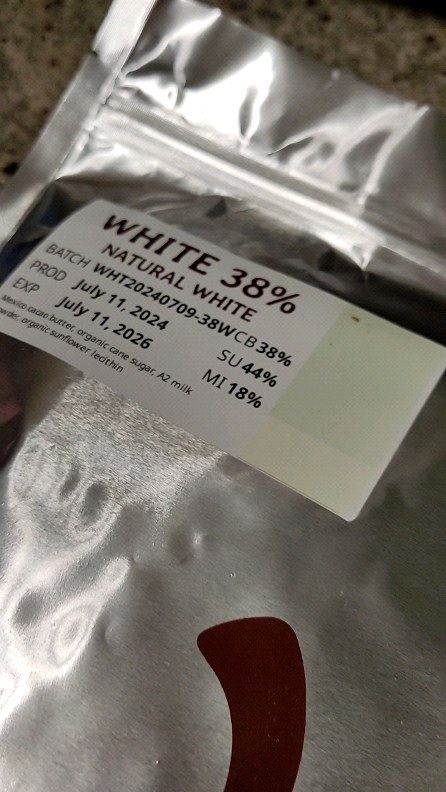 WHITE 38%
NATURAL WHITE
BATCH WHT20240709-38W CB 38%
PROD July 11, 2024 SU 44%
EXP July 11, 2026 MI 18%
Mexico cacao butter, organic cane sugar, A2 milk
powder, organic sunflower lecithin